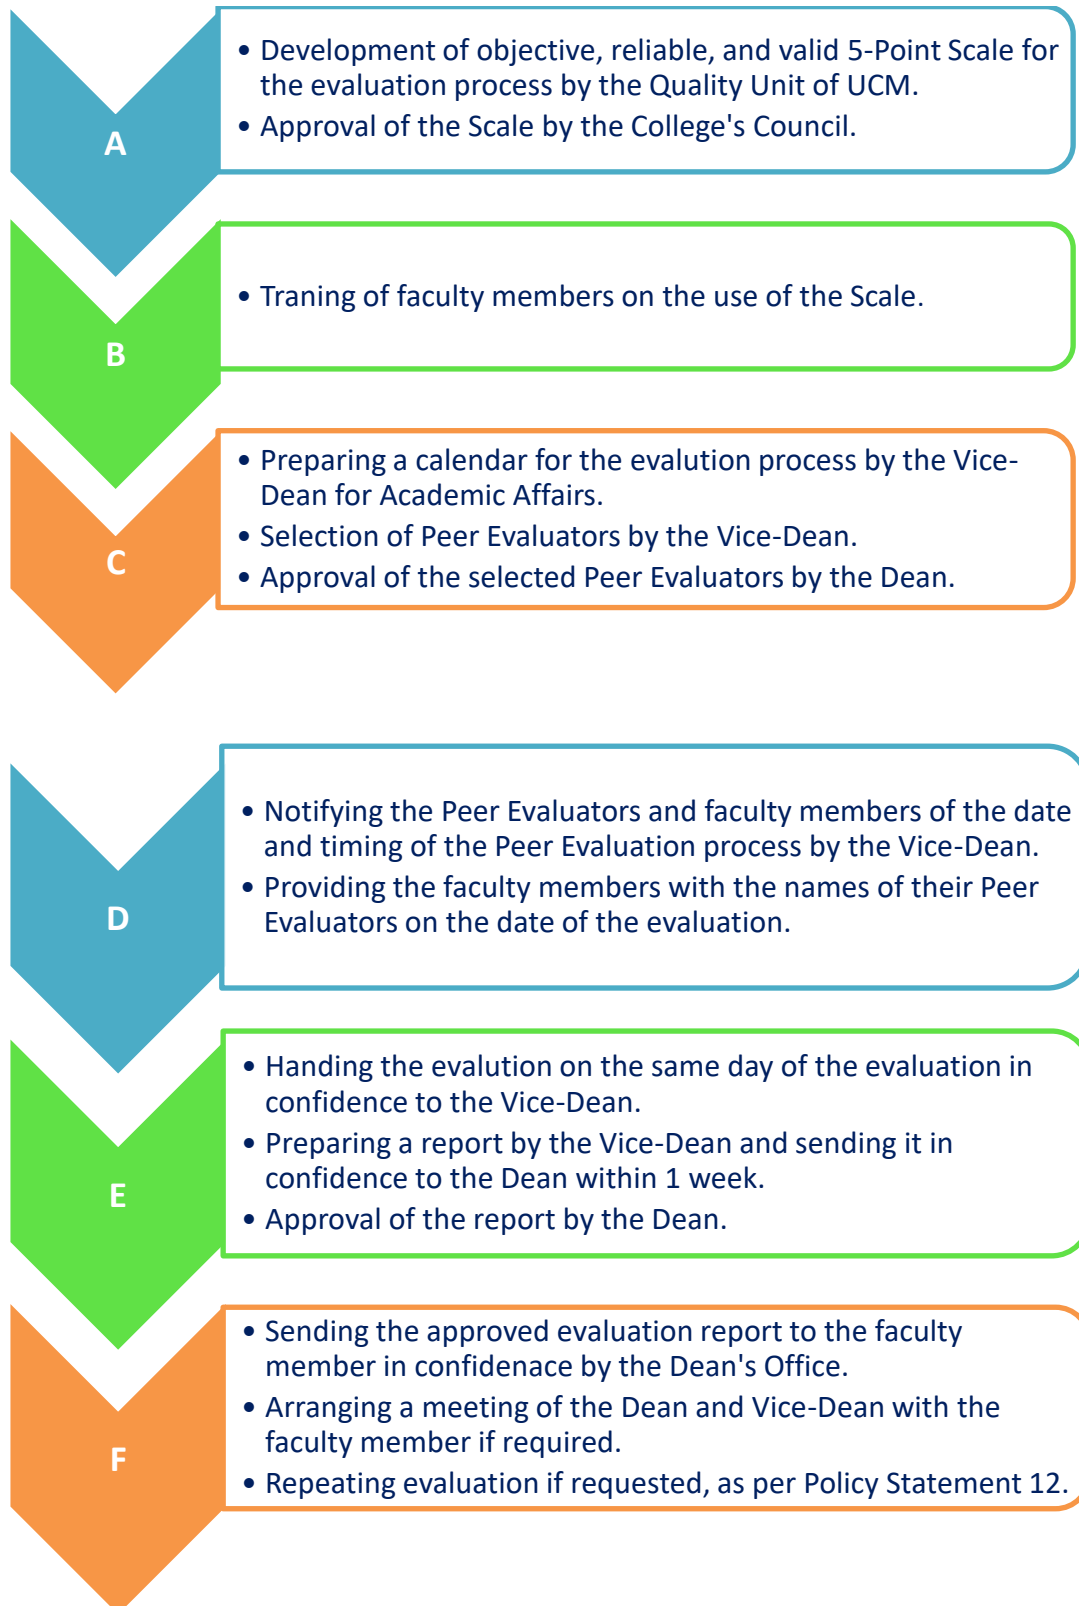 A
• Development of objective, reliable, and valid 5-Point Scale for
the evaluation process by the Quality Unit of UCM.
• Approval of the Scale by the College's Council.
B
• Traning of faculty members on the use of the Scale.
C
• Preparing a calendar for the evalution process by the Vice-
Dean for Academic Affairs.
• Selection of Peer Evaluators by the Vice-Dean.
• Approval of the selected Peer Evaluators by the Dean.
D
• Notifying the Peer Evaluators and faculty members of the date
and timing of the Peer Evaluation process by the Vice-Dean.
• Providing the faculty members with the names of their Peer
Evaluators on the date of the evaluation.
E
• Handing the evalution on the same day of the evaluation in
confidence to the Vice-Dean.
• Preparing a report by the Vice-Dean and sending it in
confidence to the Dean within 1 week.
• Approval of the report by the Dean.
F
• Sending the approved evaluation report to the faculty
member in confidenace by the Dean's Office.
• Arranging a meeting of the Dean and Vice-Dean with the
faculty member if required.
• Repeating evaluation if requested, as per Policy Statement 12.